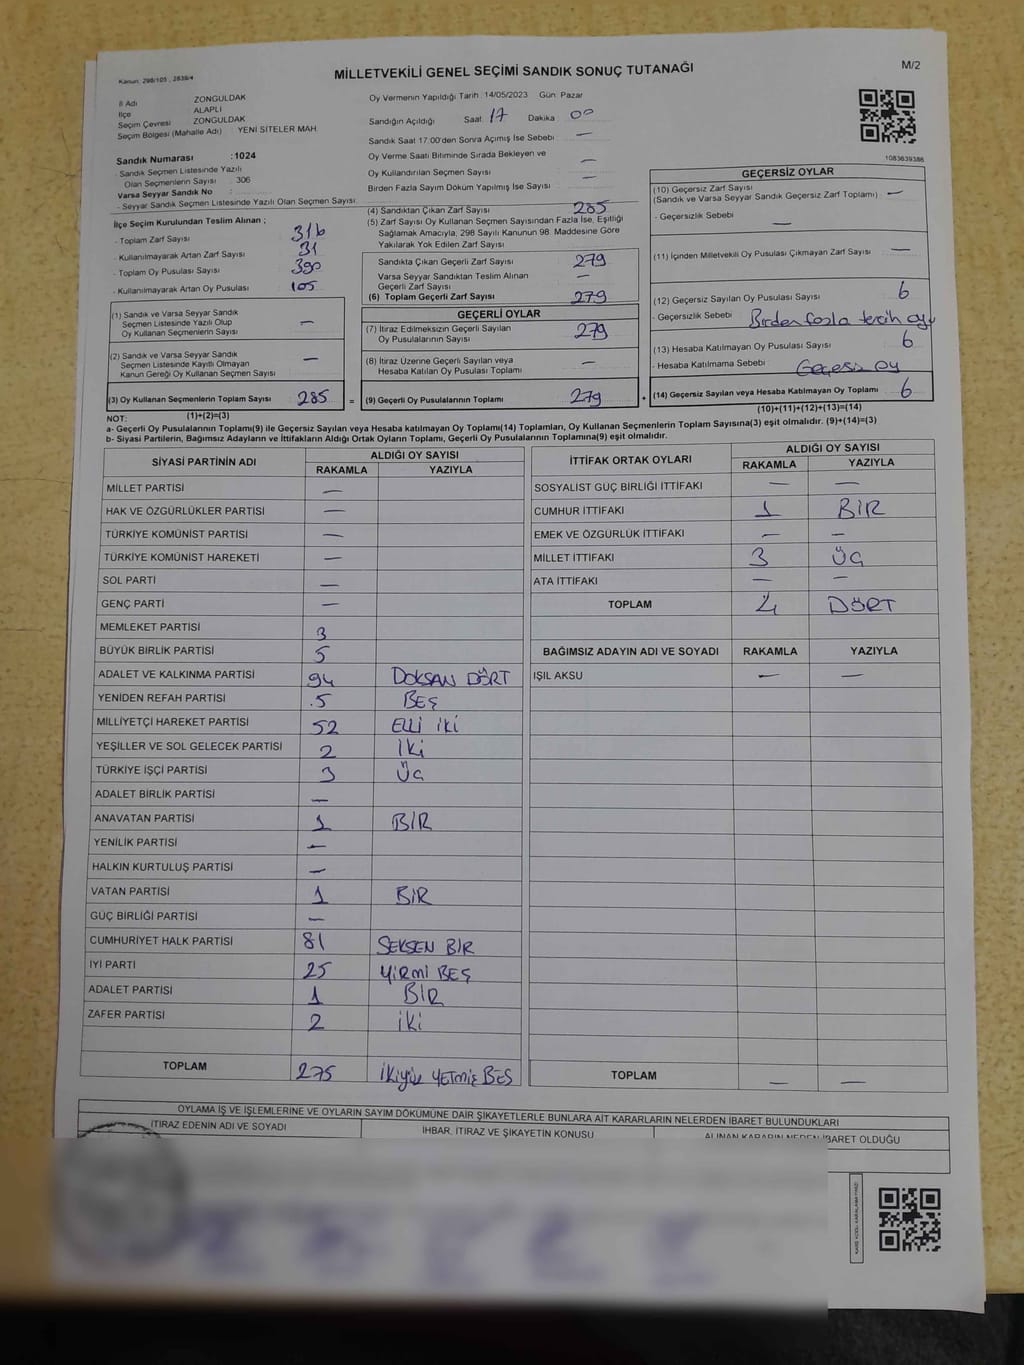 Kanun: 298/105 , 2839/4
MİLLETVEKİLİ GENEL SEÇİMİ SANDIK SONUÇ TUTANAĞI
M/2
İl Adı ZONGULDAK
İlçe ALAPLI
Seçim Çevresi ZONGULDAK
Seçim Bölgesi (Mahalle Adı) YENİ SİTELER MAH.
Sandık Numarası :1024
- Sandık Seçmen Listesinde Yazılı
Olan Seçmenlerin Sayısı : 306
Varsa Seyyar Sandık No :
- Seyyar Sandık Seçmen Listesinde Yazılı Olan Seçmen Sayısı:
İlçe Seçim Kurulundan Teslim Alınan ;
- Toplam Zarf Sayısı 316
- Kullanılmayarak Artan Zarf Sayısı 31
- Toplam Oy Pusulası Sayısı 390
- Kullanılmayarak Artan Oy Pusulası 105
(1) Sandık ve Varsa Seyyar Sandık
Seçmen Listesinde Yazılı Olup
Oy Kullanan Seçmenlerin Sayısı —
(2) Sandık ve Varsa Seyyar Sandık
Seçmen Listesinde Kayıtlı Olmayan
Kanun Gereği Oy Kullanan Seçmen Sayısı —
(3) Oy Kullanan Seçmenlerin Toplam Sayısı 285 =
Oy Vermenin Yapıldığı Tarih :14/05/2023 Gün: Pazar
Sandığın Açıldığı Saat: 17 Dakika 00
Sandık Saat 17:00'den Sonra Açımış İse Sebebi : —
Oy Verme Saati Bitiminde Sırada Bekleyen ve
Oy Kullandırılan Seçmen Sayısı —
Birden Fazla Sayım Döküm Yapılmış İse Sayısı —
(4) Sandıktan Çıkan Zarf Sayısı 285
(5) Zarf Sayısı Oy Kullanan Seçmen Sayısından Fazla İse, Eşitliği
Sağlamak Amacıyla; 298 Sayılı Kanunun 98. Maddesine Göre
Yakılarak Yok Edilen Zarf Sayısı
Sandıkta Çıkan Geçerli Zarf Sayısı 279
Varsa Seyyar Sandıktan Teslim Alınan
Geçerli Zarf Sayısı —
(6) Toplam Geçerli Zarf Sayısı 279
GEÇERLİ OYLAR
(7) İtiraz Edilmeksizin Geçerli Sayılan
Oy Pusulalarının Sayısı 279
(8) İtiraz Üzerine Geçerli Sayılan veya
Hesaba Katılan Oy Pusulası Toplamı —
(9) Geçerli Oy Pusulalarının Toplamı 279 +
1083639386
GEÇERSİZ OYLAR
(10) Geçersiz Zarf Sayısı
(Sandık ve Varsa Seyyar Sandık Geçersiz Zarf Toplamı) : —
- Geçersizlik Sebebi —
(11) İçinden Milletvekili Oy Pusulası Çıkmayan Zarf Sayısı —
(12) Geçersiz Sayılan Oy Pusulası Sayısı 6
- Geçersizlik Sebebi Birden fazla tercih oyu
(13) Hesaba Katılmayan Oy Pusulası Sayısı 6
- Hesaba Katılmama Sebebi Geçesiz oy
(14) Geçersiz Sayılan veya Hesaba Katılmayan Oy Toplamı 6
NOT: (1)+(2)=(3)
(10)+(11)+(12)+(13)=(14)
a- Geçerli Oy Pusulalarının Toplamı(9) ile Geçersiz Sayılan veya Hesaba katılmayan Oy Toplamı(14) Toplamları, Oy Kullanan Seçmenlerin Toplam Sayısına(3) eşit olmalıdır. (9)+(14)=(3)
b- Siyasi Partilerin, Bağımsız Adayların ve İttifakların Aldığı Ortak Oyların Toplamı, Geçerli Oy Pusulalarının Toplamına(9) eşit olmalıdır.
SİYASİ PARTİNİN ADI ALDIĞI OY SAYISI
RAKAMLA YAZIYLA
MİLLET PARTİSİ —
HAK VE ÖZGÜRLÜKLER PARTİSİ —
TÜRKİYE KOMÜNİST PARTİSİ —
TÜRKİYE KOMÜNİST HAREKETİ —
SOL PARTİ —
GENÇ PARTİ —
MEMLEKET PARTİSİ 3
BÜYÜK BİRLİK PARTİSİ 5
ADALET VE KALKINMA PARTİSİ 94 DOKSAN DÖRT
YENİDEN REFAH PARTİSİ 5 BEŞ
MİLLİYETÇİ HAREKET PARTİSİ 52 ELLİ İKİ
YEŞİLLER VE SOL GELECEK PARTİSİ 2 İKİ
TÜRKİYE İŞÇİ PARTİSİ 3 ÜÇ
ADALET BİRLİK PARTİSİ —
ANAVATAN PARTİSİ 1 BİR
YENİLİK PARTİSİ —
HALKIN KURTULUŞ PARTİSİ —
VATAN PARTİSİ 1 BİR
GÜÇ BİRLİĞİ PARTİSİ —
CUMHURİYET HALK PARTİSİ 81 SEKSEN BİR
İYİ PARTİ 25 YİRMİ BEŞ
ADALET PARTİSİ 1 BİR
ZAFER PARTİSİ 2 İKİ
TOPLAM 275 İKİYÜZ YETMİŞ BEŞ
İTTİFAK ORTAK OYLARI ALDIĞI OY SAYISI
RAKAMLA YAZIYLA
SOSYALİST GÜÇ BİRLİĞİ İTTİFAKI — —
CUMHUR İTTİFAKI 1 BİR
EMEK VE ÖZGÜRLÜK İTTİFAKI — —
MİLLET İTTİFAKI 3 ÜÇ
ATA İTTİFAKI — —
TOPLAM 4 DÖRT
BAĞIMSIZ ADAYIN ADI VE SOYADI RAKAMLA YAZIYLA
IŞIL AKSU — —
TOPLAM — —
OYLAMA İŞ VE İŞLEMLERİNE VE OYLARIN SAYIM DÖKÜMÜNE DAİR ŞİKAYETLERLE BUNLARA AİT KARARLARIN NELERDEN İBARET BULUNDUKLARI
İTİRAZ EDENİN ADI VE SOYADI
İHBAR, İTİRAZ VE ŞİKAYETİN KONUSU
ALINAN KARARIN NEDEN İBARET OLDUĞU